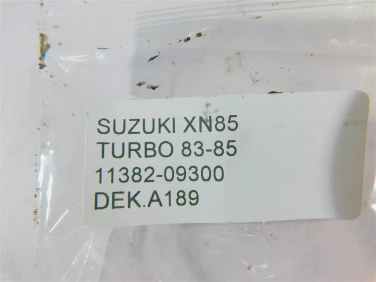 SUZUKI XN85
TURBO 83-85
11382-09300
DEK.A189